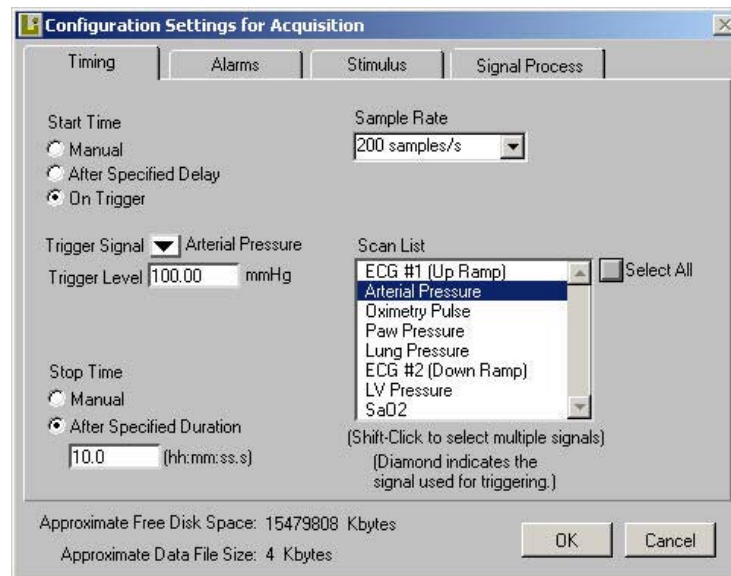 Configuration Settings for Acquisition
Timing
Alarms
Stimulus
Signal Process
Start Time
Manual
After Specified Delay
On Trigger
Sample Rate
200 samples/s
Trigger Signal Arterial Pressure
Trigger Level 100.00 mmHg
Scan List
ECG #1 (Up Ramp)
Arterial Pressure
Oximetry Pulse
Paw Pressure
Lung Pressure
ECG #2 (Down Ramp)
LV Pressure
SaO2
Select All
Stop Time
Manual
After Specified Duration
10.0 (hh:mm:ss.s)
(Shift-Click to select multiple signals)
(Diamond indicates the
signal used for triggering.)
Approximate Free Disk Space: 15479808 Kbytes
Approximate Data File Size: 4 Kbytes
OK
Cancel